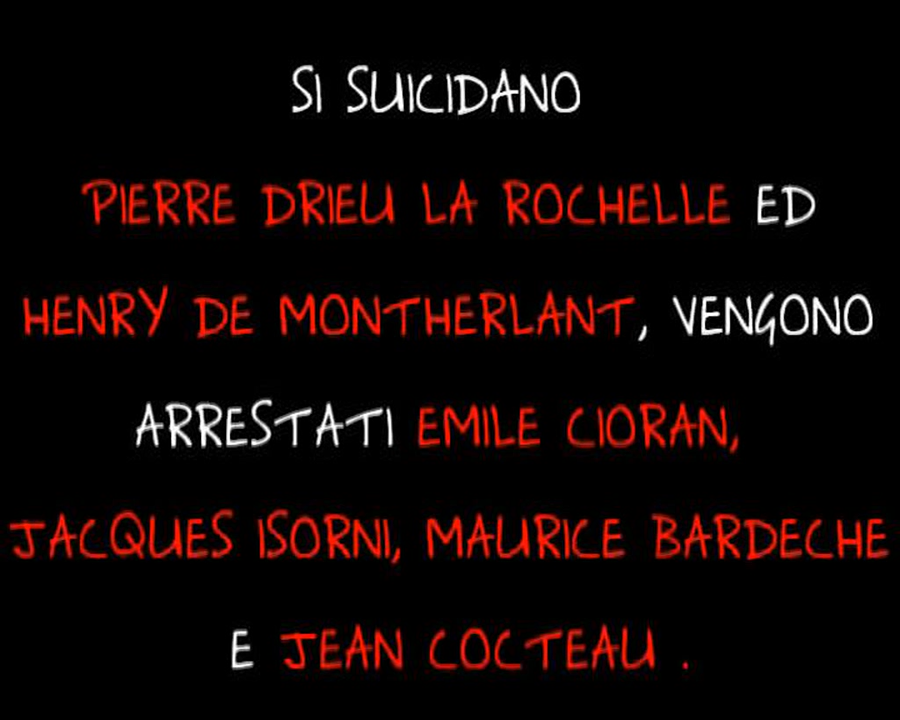 SI SUICIDANO
PIERRE DRIEU LA ROCHELLE ED
HENRY DE MONTHERLANT, VENGONO
ARRESTATI EMILE CIORAN,
JACQUES ISORNI, MAURICE BARDECHE
E JEAN COCTEAU .